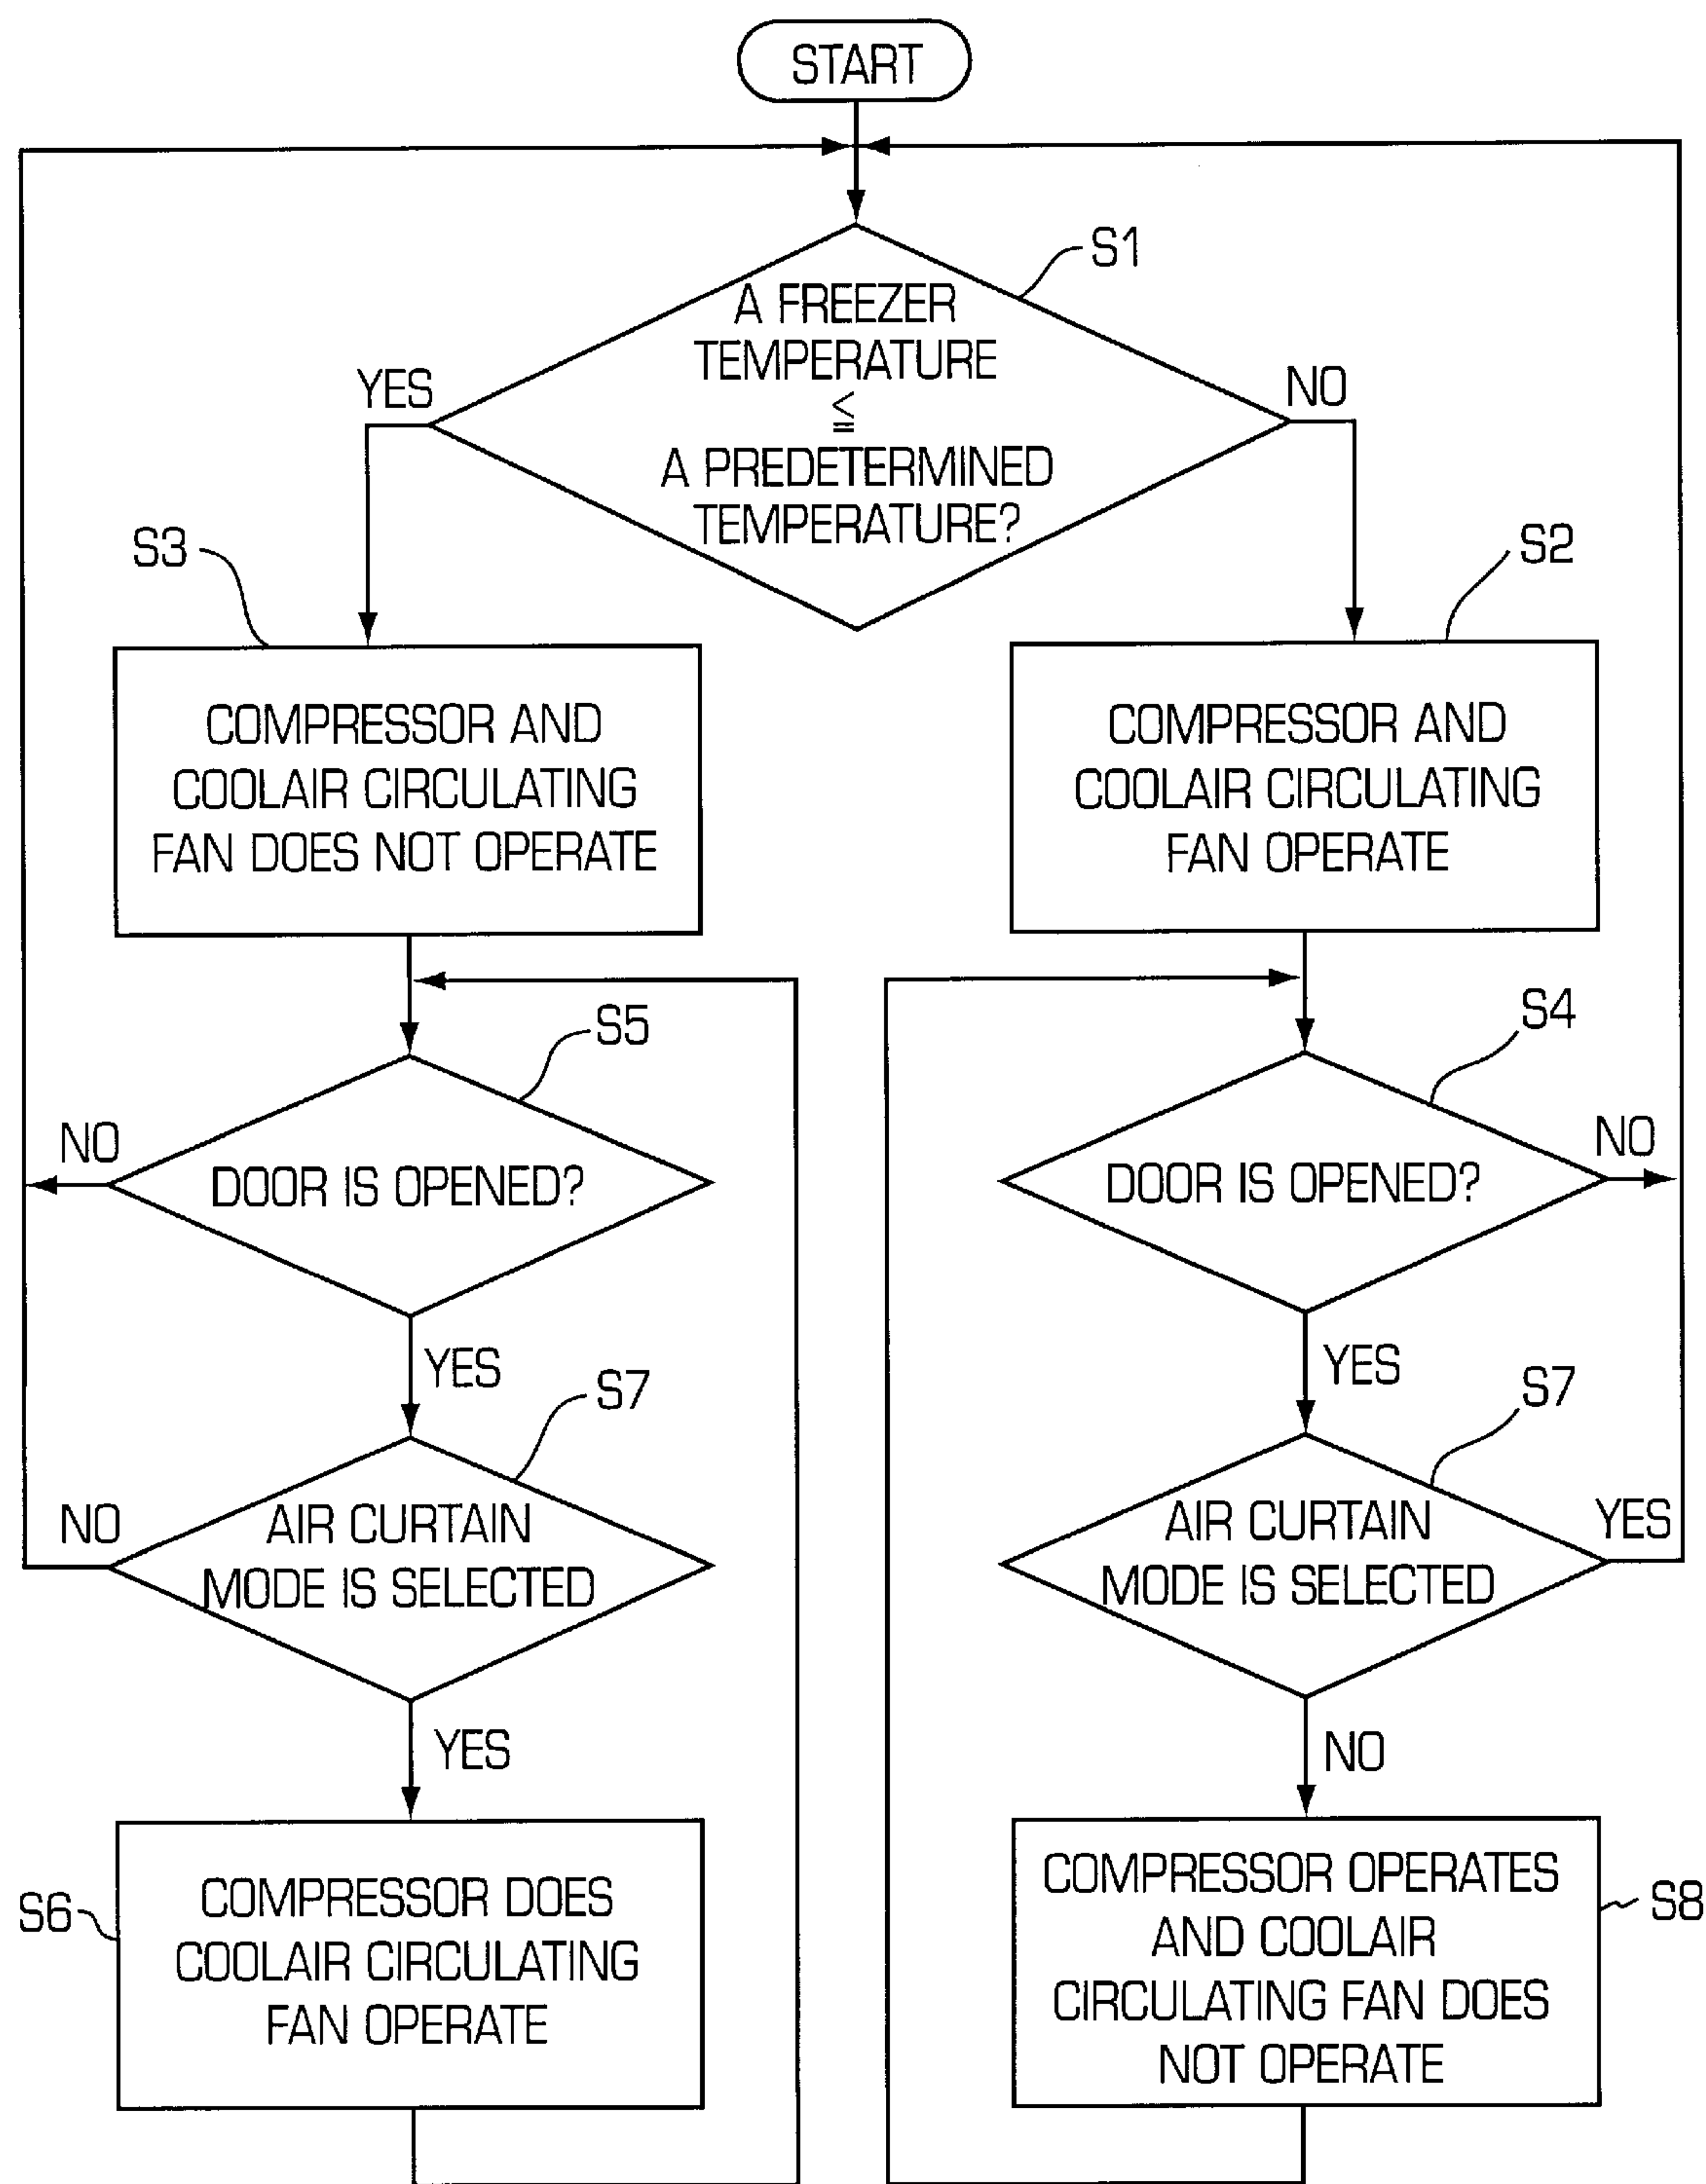 START
S1
A FREEZER
TEMPERATURE
≦
A PREDETERMINED
TEMPERATURE?
YES
NO
S3
S2
COMPRESSOR AND
COOLAIR CIRCULATING
FAN DOES NOT OPERATE
COMPRESSOR AND
COOLAIR CIRCULATING
FAN OPERATE
S5
S4
NO
DOOR IS OPENED?
DOOR IS OPENED?
NO
YES
YES
S7
S7
NO
AIR CURTAIN
MODE IS SELECTED
AIR CURTAIN
MODE IS SELECTED
YES
YES
NO
S6
COMPRESSOR DOES
COOLAIR CIRCULATING
FAN OPERATE
COMPRESSOR OPERATES
AND COOLAIR
CIRCULATING FAN DOES
NOT OPERATE
S8